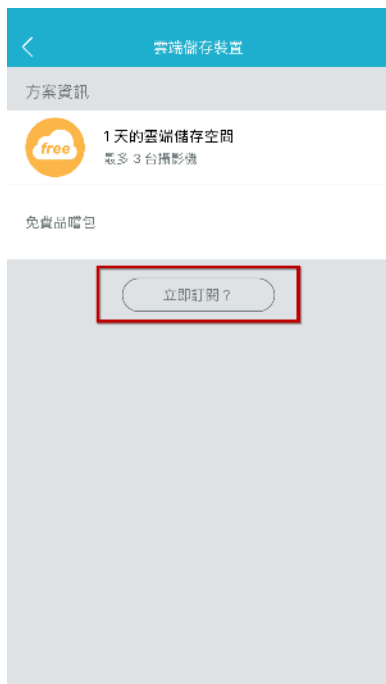 雲端儲存裝置
方案資訊
free
1 天的雲端儲存空間
最多 3 台攝影機
免費品嚐包
立即訂閱？